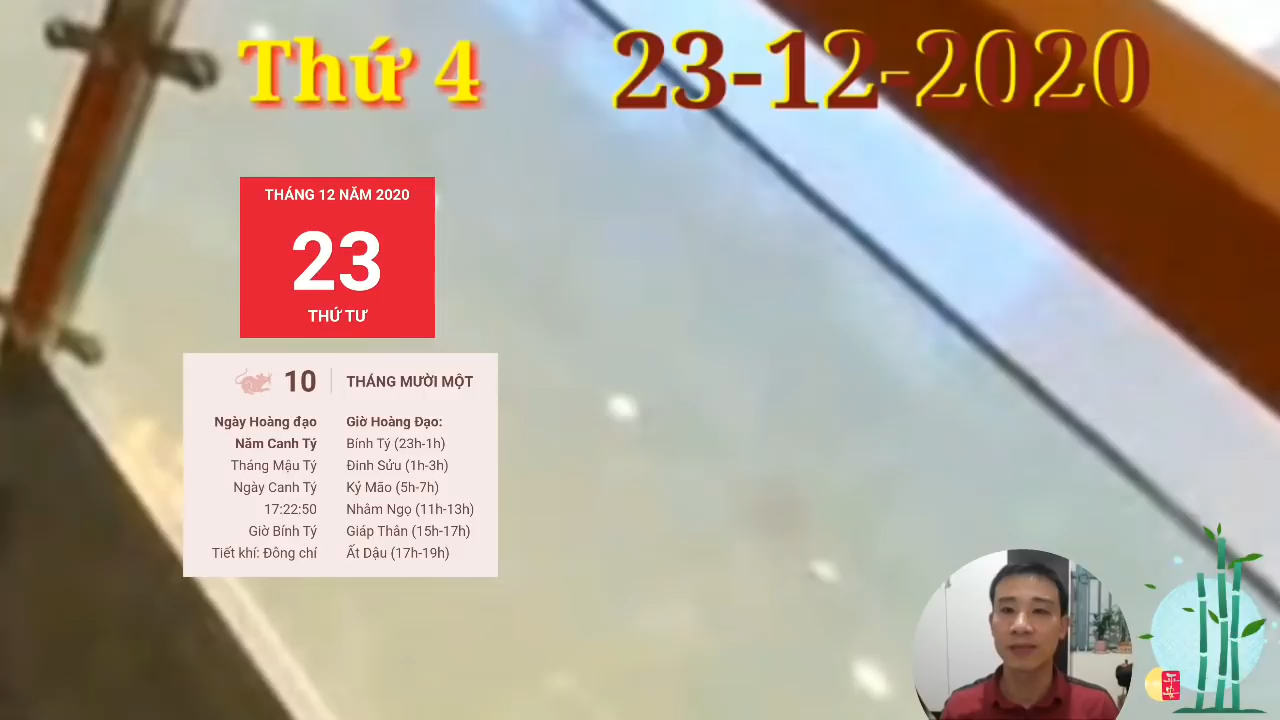 Thứ 4
23-12-2020
THÁNG 12 NĂM 2020
23
THỨ TƯ
10
THÁNG MƯỜI MỘT
Ngày Hoàng đạo
Giờ Hoàng Đạo:
Năm Canh Tý
Bính Tý (23h-1h)
Tháng Mậu Tý
Đinh Sửu (1h-3h)
Ngày Canh Tý
Kỷ Mão (5h-7h)
17:22:50
Nhâm Ngọ (11h-13h)
Giờ Bính Tý
Giáp Thân (15h-17h)
Tiết khí: Đông chí
Ất Dậu (17h-19h)